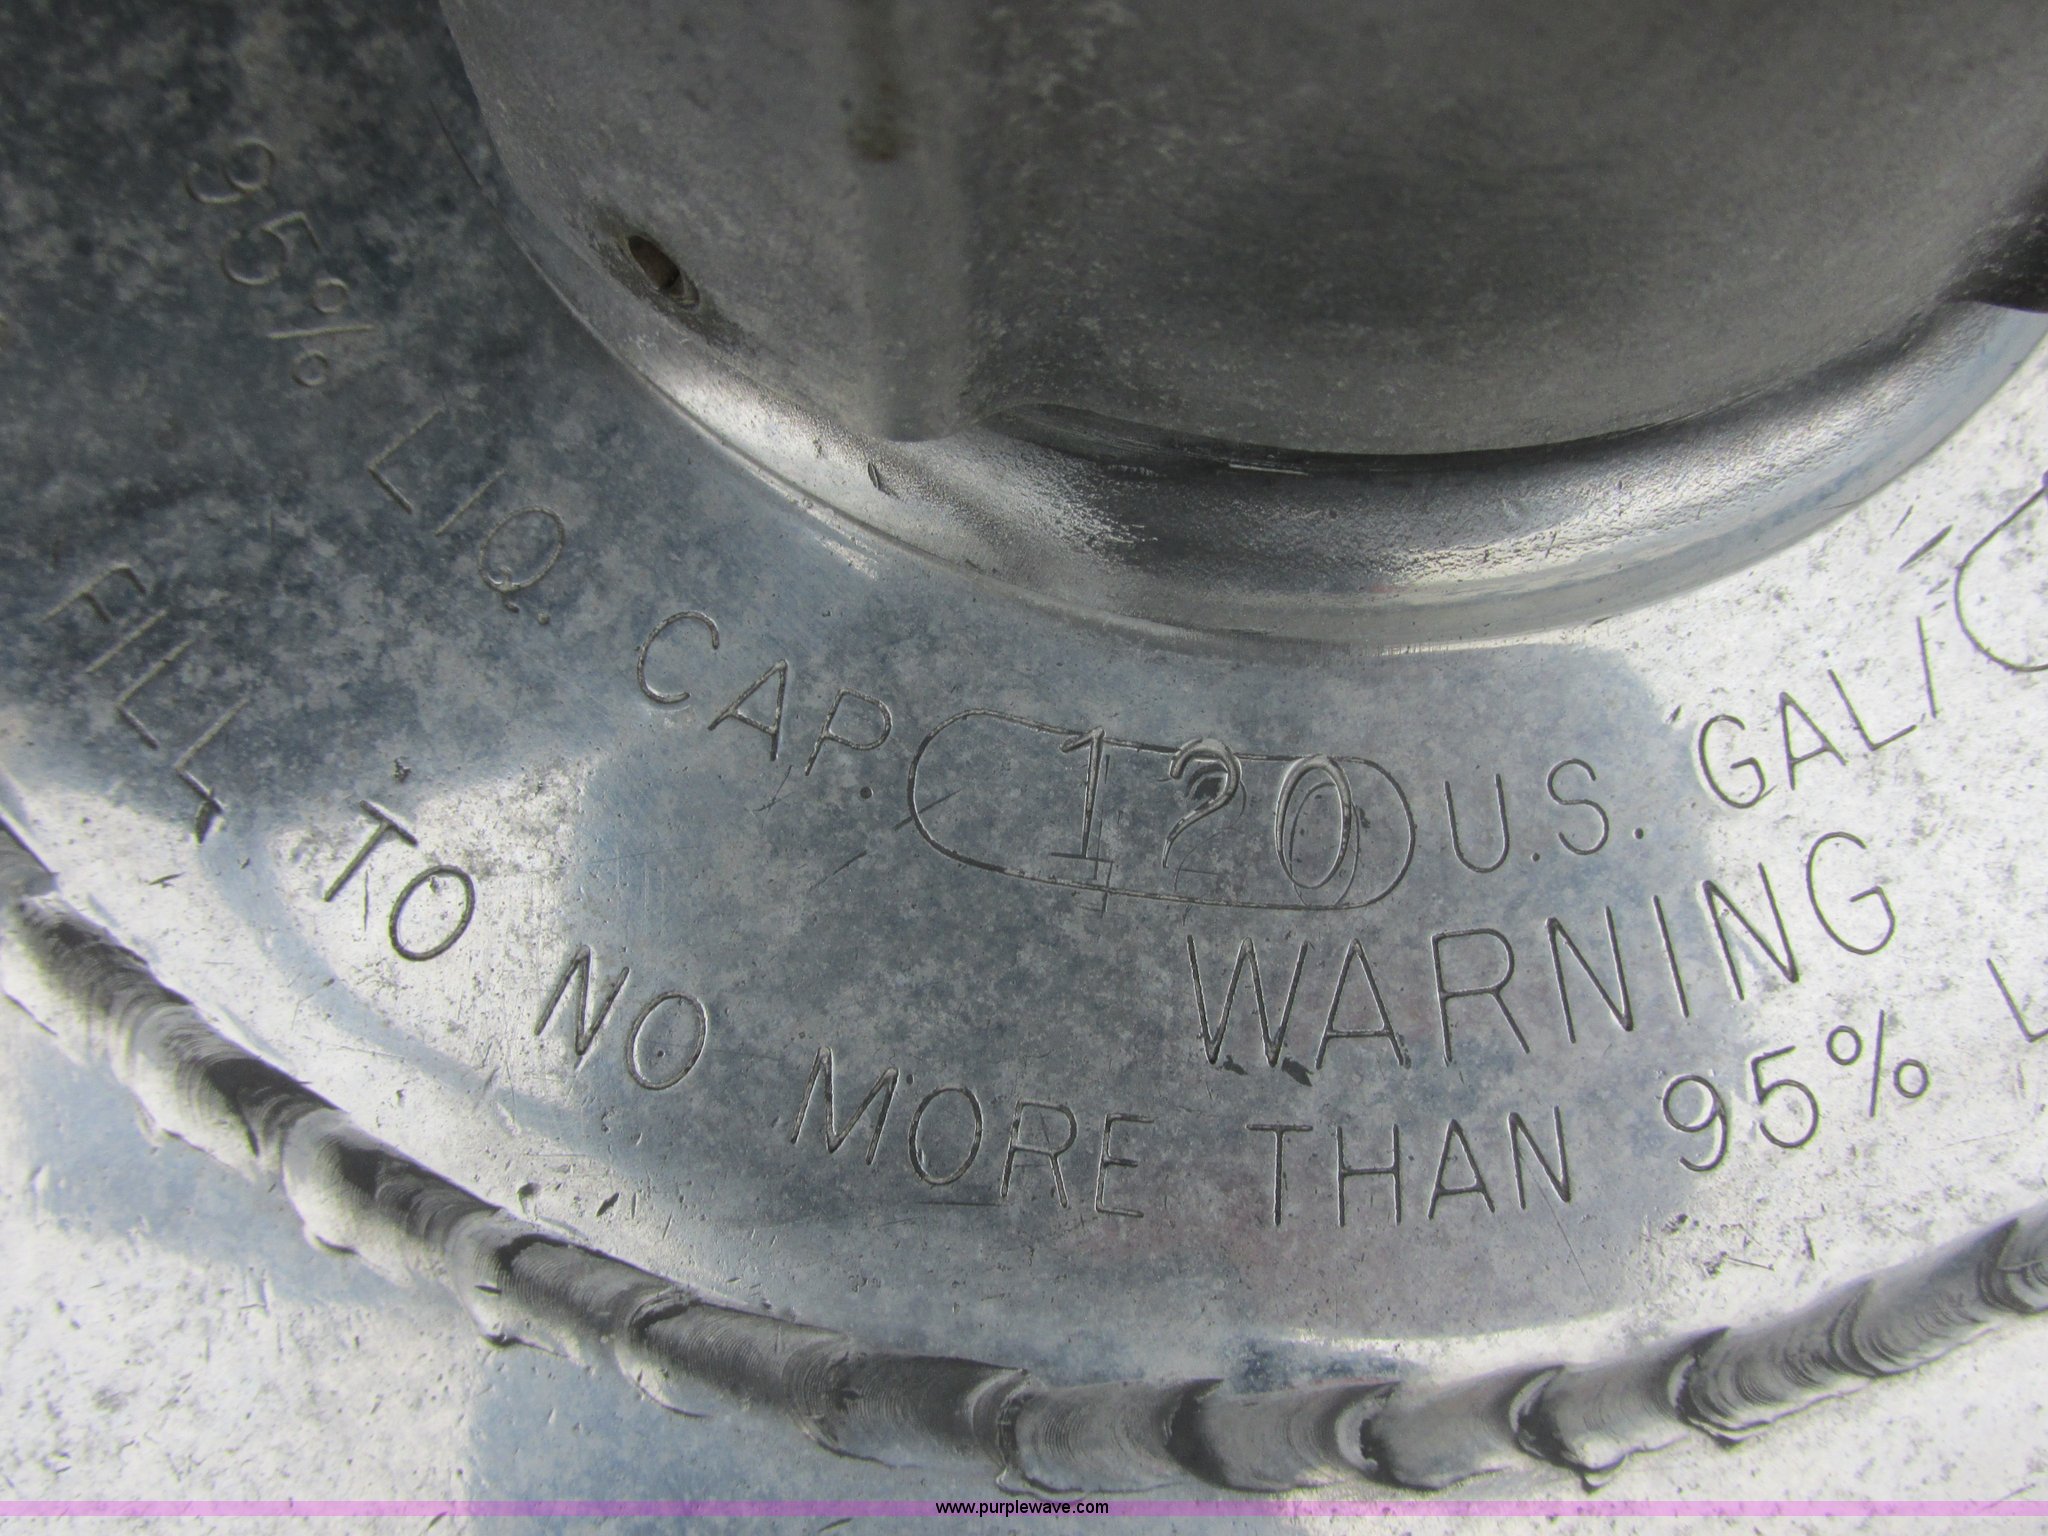 95% LIQ. CAP. 120 U.S. GAL/
WARNING
FILL TO NO MORE THAN 95% L
www.purplewave.com